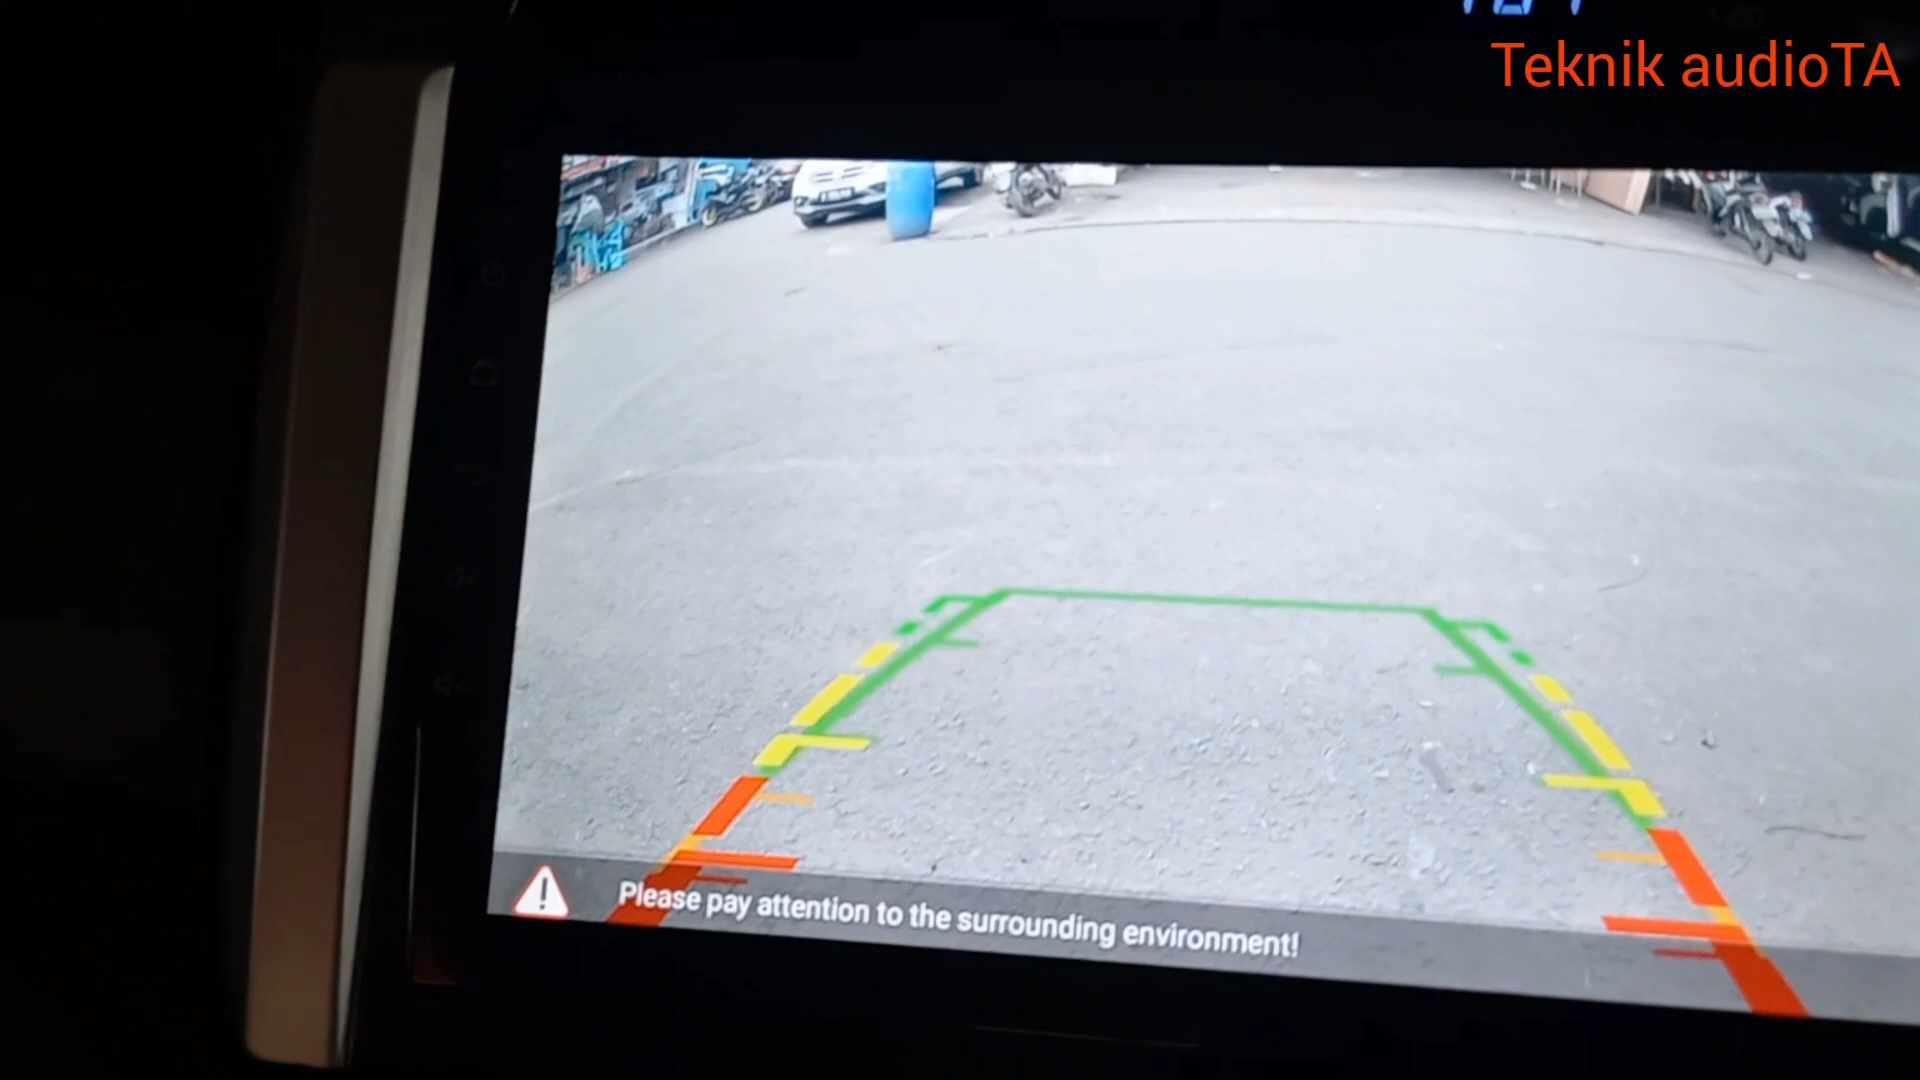 Teknik audioTA
Please pay attention to the surrounding environment!